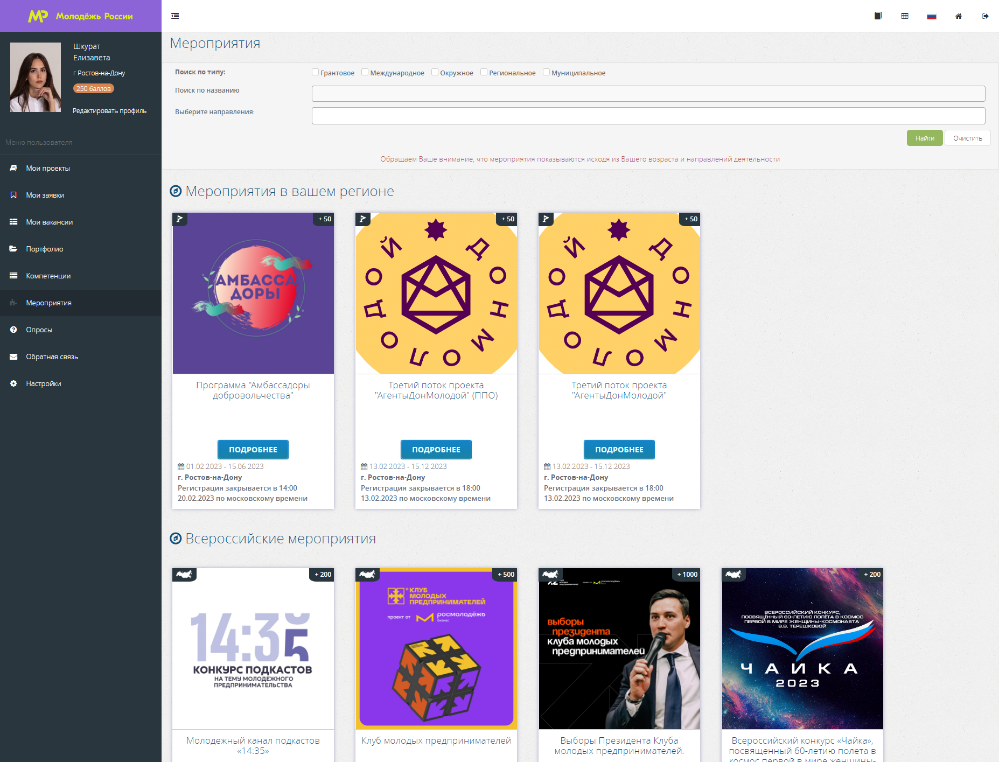 МР Молодёжь России
Шкурат
Елизавета
г Ростов-на-Дону
250 баллов
Редактировать профиль
Меню пользователя
Мои проекты
Мои заявки
Мои вакансии
Портфолио
Компетенции
Мероприятия
Опросы
Обратная связь
Настройки
Мероприятия
Поиск по типу:
Грантовое Международное Окружное Региональное Муниципальное
Поиск по названию
Выберите направления:
Найти Очистить
Обращаем Ваше внимание, что мероприятия показываются исходя из Вашего возраста и направлений деятельности
Мероприятия в вашем регионе
+ 50
АМБАССА
ДОРЫ
Программа "Амбассадоры
добровольчества"
ПОДРОБНЕЕ
01.02.2023 - 15.06.2023
г. Ростов-на-Дону
Регистрация закрывается в 14:00
20.02.2023 по московскому времени
+ 50
ДОНМОЛОДОЙ
Третий поток проекта
"АгентыДонМолодой" (ППО)
ПОДРОБНЕЕ
13.02.2023 - 15.12.2023
г. Ростов-на-Дону
Регистрация закрывается в 18:00
13.02.2023 по московскому времени
+ 50
ДОНМОЛОДОЙ
Третий поток проекта
"АгентыДонМолодой"
ПОДРОБНЕЕ
13.02.2023 - 15.12.2023
г. Ростов-на-Дону
Регистрация закрывается в 18:00
13.02.2023 по московскому времени
Всероссийские мероприятия
+ 200
14:35
КОНКУРС ПОДКАСТОВ
НА ТЕМУ МОЛОДЕЖНОГО
ПРЕДПРИНИМАТЕЛЬСТВА
Молодежный канал подкастов
«14:35»
+ 500
КЛУБ
МОЛОДЫХ
ПРЕДПРИНИМАТЕЛЕЙ
проект от росмолодёжь
бизнес
Клуб молодых предпринимателей
+ 1000
выборы
президента
клуба молодых
предпринимателей
Выборы Президента Клуба
молодых предпринимателей.
+ 200
ВСЕРОССИЙСКИЙ КОНКУРС,
ПОСВЯЩЁННЫЙ 60-ЛЕТИЮ ПОЛЁТА В КОСМОС
ПЕРВОЙ В МИРЕ ЖЕНЩИНЫ-КОСМОНАВТА
В.В. ТЕРЕШКОВОЙ
ЧАЙКА
2023
Всероссийский конкурс «Чайка»,
посвященный 60-летию полета в
космос первой в мире женщины-